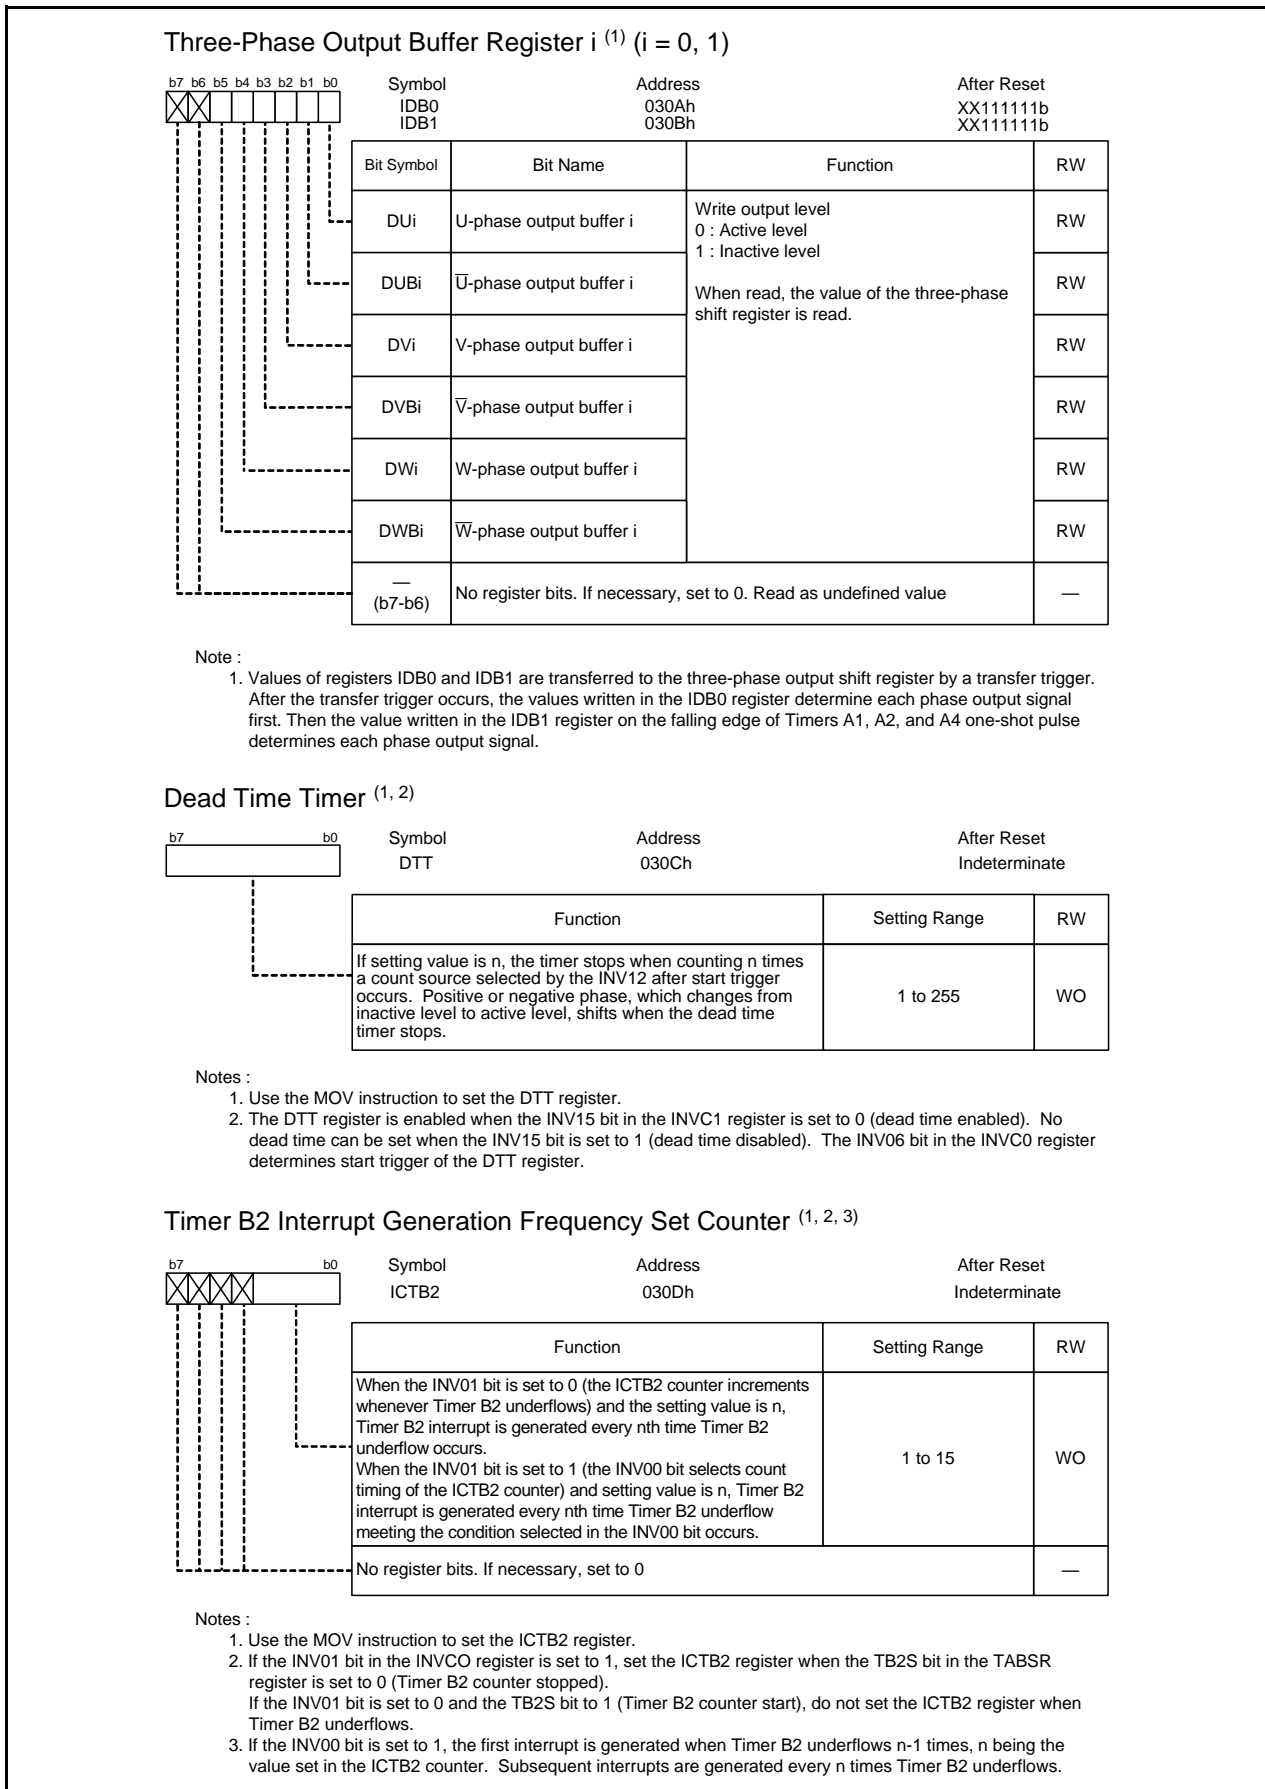 Three-Phase Output Buffer Register i (1) (i = 0, 1)
b7 b6 b5 b4 b3 b2 b1 b0
Symbol Address After Reset
IDB0 030Ah XX111111b
IDB1 030Bh XX111111b
Bit Symbol Bit Name Function RW
DUi U-phase output buffer i RW
Write output level
0 : Active level
1 : Inactive level
When read, the value of the three-phase
shift register is read.
DUBi U̅-phase output buffer i RW
DVi V-phase output buffer i RW
DVBi V̅-phase output buffer i RW
DWi W-phase output buffer i RW
DWBi W̅-phase output buffer i RW
—
(b7-b6) No register bits. If necessary, set to 0. Read as undefined value —
Note :
1. Values of registers IDB0 and IDB1 are transferred to the three-phase output shift register by a transfer trigger.
After the transfer trigger occurs, the values written in the IDB0 register determine each phase output signal
first. Then the value written in the IDB1 register on the falling edge of Timers A1, A2, and A4 one-shot pulse
determines each phase output signal.
Dead Time Timer (1, 2)
b7 b0
Symbol Address After Reset
DTT 030Ch Indeterminate
Function Setting Range RW
If setting value is n, the timer stops when counting n times
a count source selected by the INV12 after start trigger
occurs.  Positive or negative phase, which changes from
inactive level to active level, shifts when the dead time
timer stops.
1 to 255 WO
Notes :
1. Use the MOV instruction to set the DTT register.
2. The DTT register is enabled when the INV15 bit in the INVC1 register is set to 0 (dead time enabled).  No
dead time can be set when the INV15 bit is set to 1 (dead time disabled).  The INV06 bit in the INVC0 register
determines start trigger of the DTT register.
Timer B2 Interrupt Generation Frequency Set Counter (1, 2, 3)
b7 b0
Symbol Address After Reset
ICTB2 030Dh Indeterminate
Function Setting Range RW
When the INV01 bit is set to 0 (the ICTB2 counter increments
whenever Timer B2 underflows) and the setting value is n,
Timer B2 interrupt is generated every nth time Timer B2
underflow occurs.
When the INV01 bit is set to 1 (the INV00 bit selects count
timing of the ICTB2 counter) and setting value is n, Timer B2
interrupt is generated every nth time Timer B2 underflow
meeting the condition selected in the INV00 bit occurs.
1 to 15 WO
No register bits. If necessary, set to 0 —
Notes :
1. Use the MOV instruction to set the ICTB2 register.
2. If the INV01 bit in the INVCO register is set to 1, set the ICTB2 register when the TB2S bit in the TABSR
register is set to 0 (Timer B2 counter stopped).
If the INV01 bit is set to 0 and the TB2S bit to 1 (Timer B2 counter start), do not set the ICTB2 register when
Timer B2 underflows.
3. If the INV00 bit is set to 1, the first interrupt is generated when Timer B2 underflows n-1 times, n being the
value set in the ICTB2 counter.  Subsequent interrupts are generated every n times Timer B2 underflows.